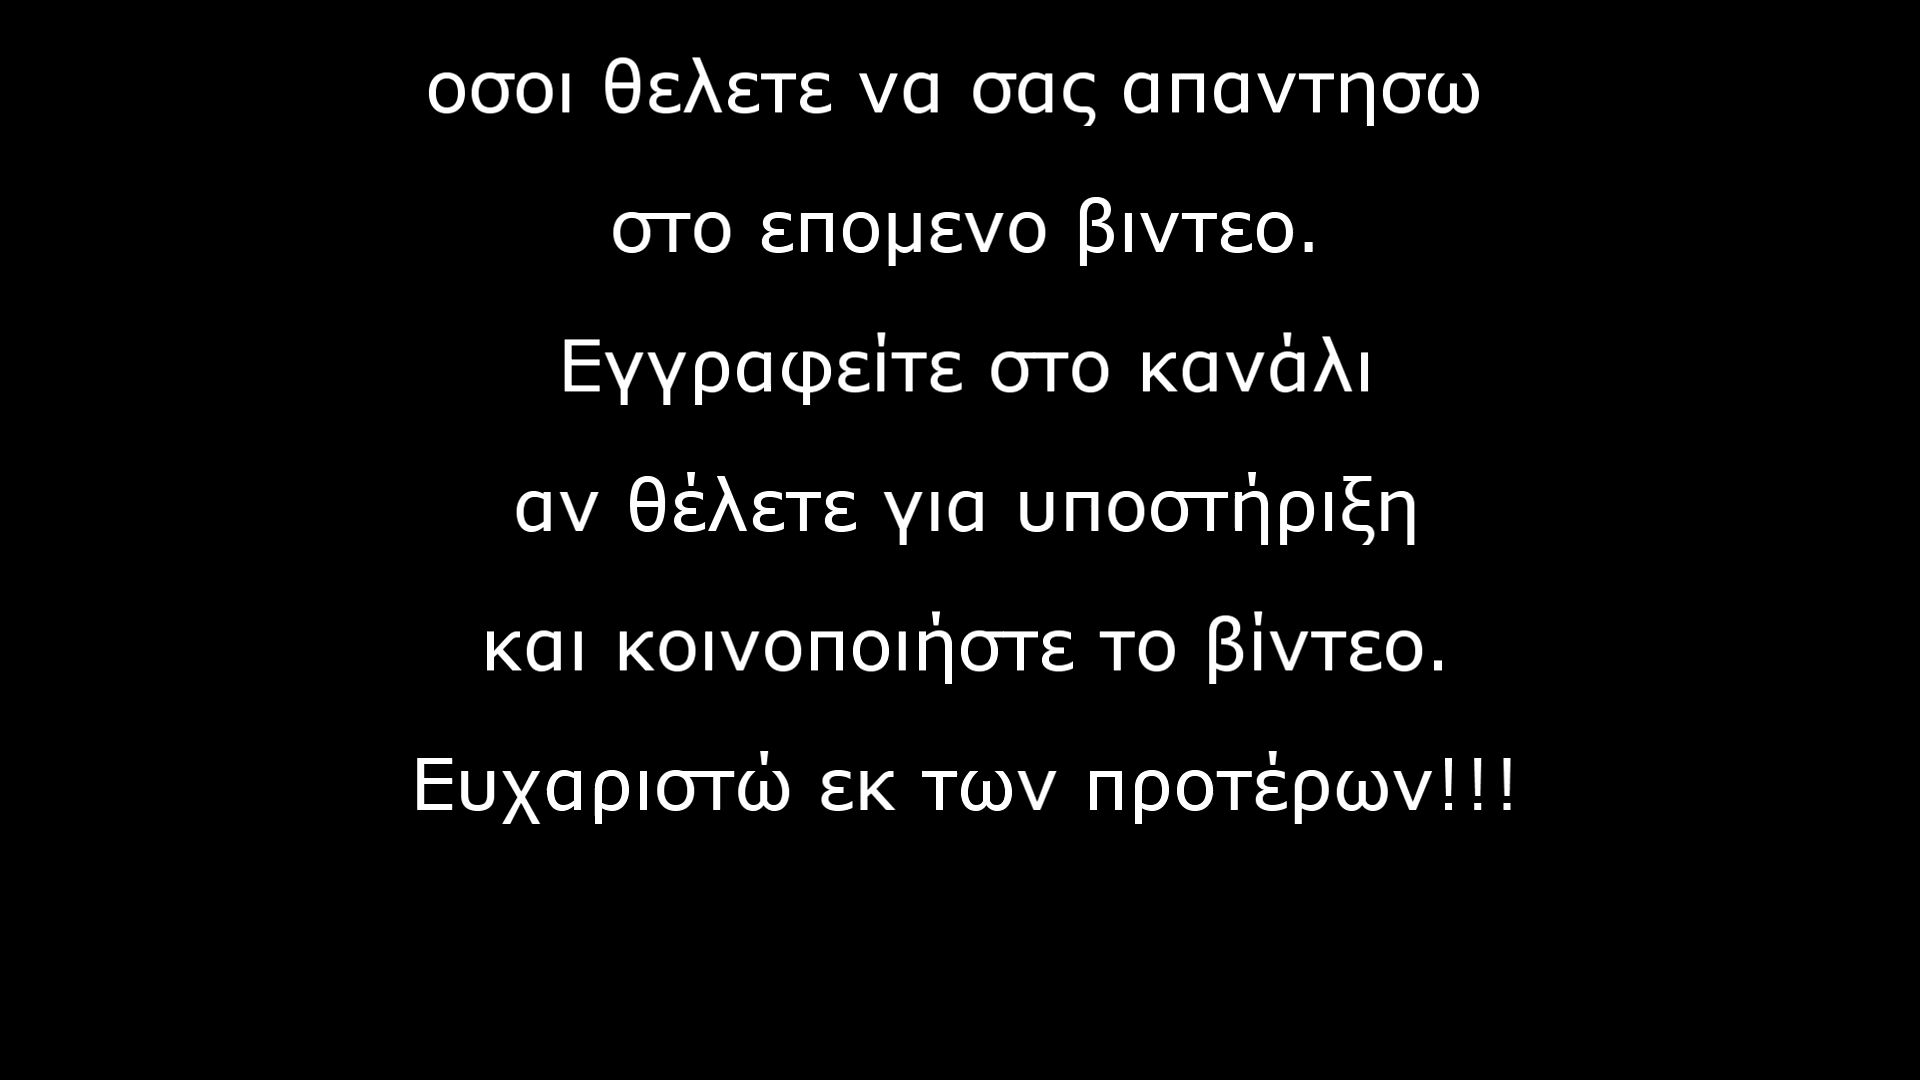 οσοι θελετε να σας απαντησω
στο επομενο βιντεο.
Εγγραφείτε στο κανάλι
αν θέλετε για υποστήριξη
και κοινοποιήστε το βίντεο.
Ευχαριστώ εκ των προτέρων!!!